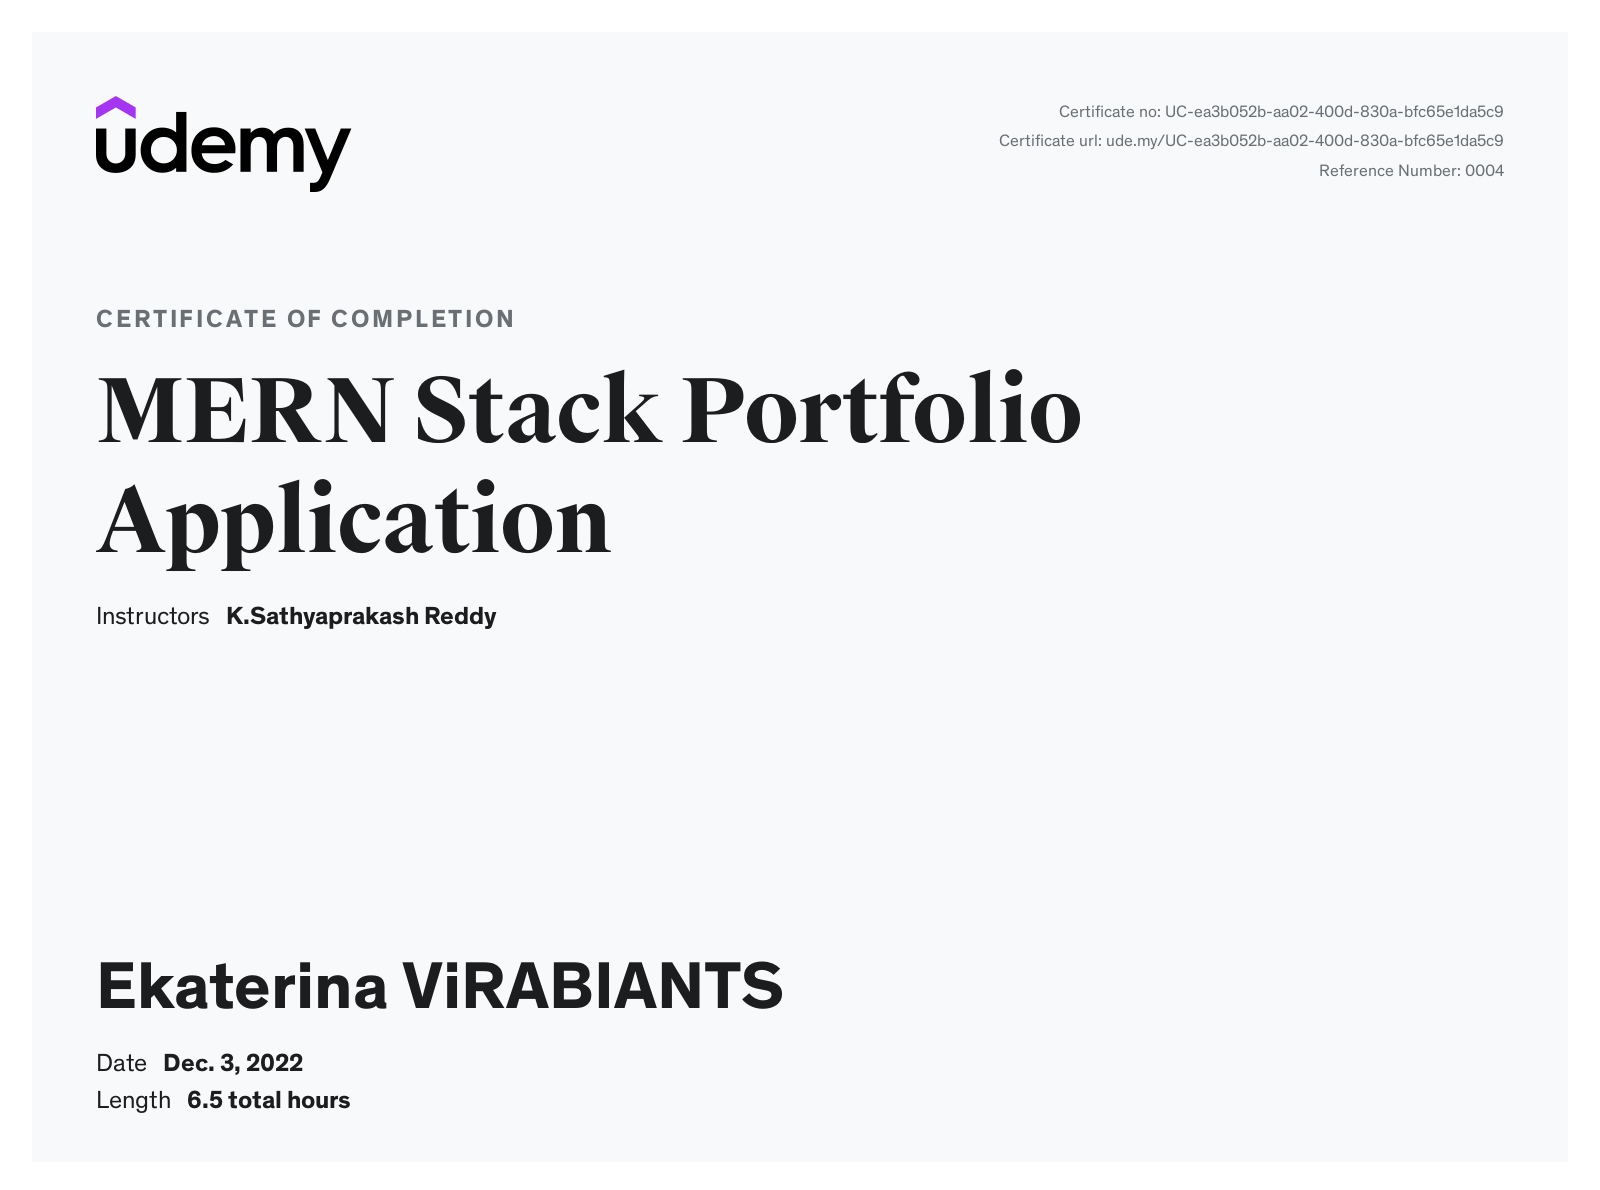 udemy
Certificate no: UC-ea3b052b-aa02-400d-830a-bfc65e1da5c9
Certificate url: ude.my/UC-ea3b052b-aa02-400d-830a-bfc65e1da5c9
Reference Number: 0004
CERTIFICATE OF COMPLETION
MERN Stack Portfolio
Application
Instructors K.Sathyaprakash Reddy
Ekaterina ViRABIANTS
Date Dec. 3, 2022
Length 6.5 total hours